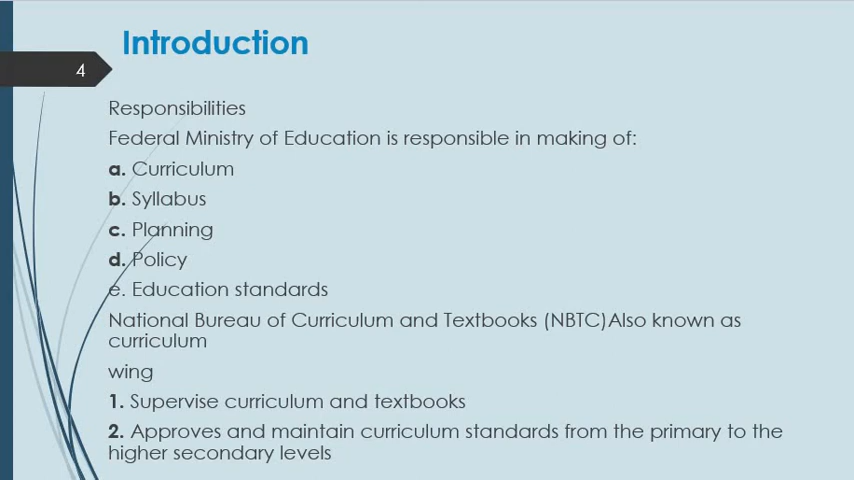 Introduction
4
Responsibilities
Federal Ministry of Education is responsible in making of:
a. Curriculum
b. Syllabus
c. Planning
d. Policy
e. Education standards
National Bureau of Curriculum and Textbooks (NBTC)Also known as
curriculum
wing
1. Supervise curriculum and textbooks
2. Approves and maintain curriculum standards from the primary to the
higher secondary levels